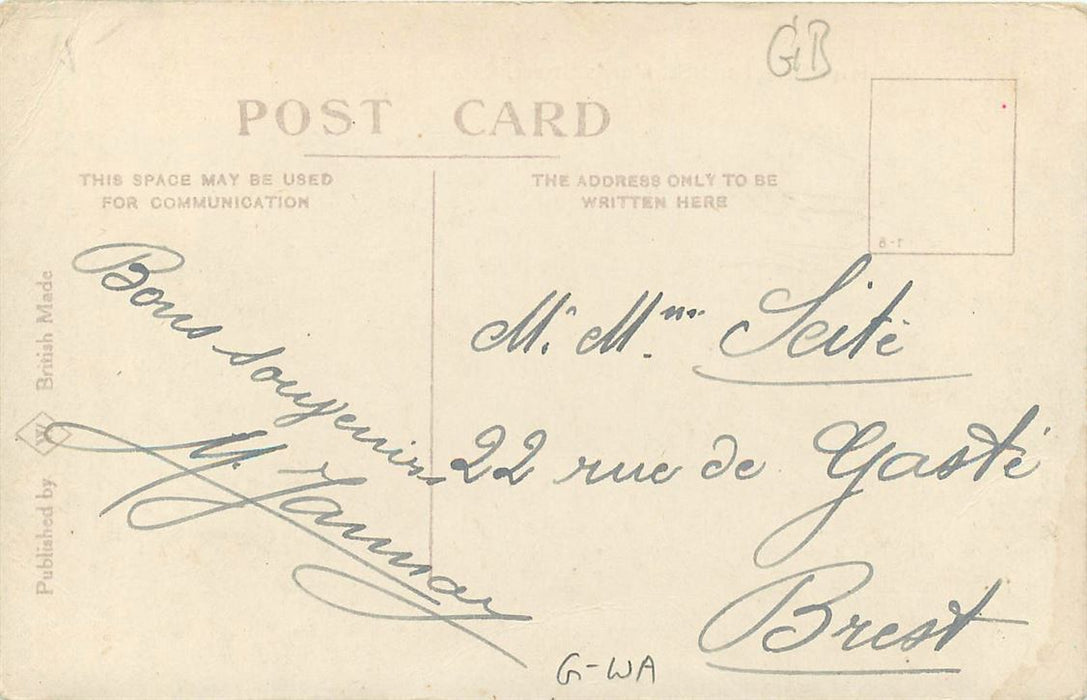 GB
POST CARD
THIS SPACE MAY BE USED
FOR COMMUNICATION
THE ADDRESS ONLY TO BE
WRITTEN HERE
Published by W British Made
Bons souvenirs
M.
M. Mme Seité
22 rue de Gasté
Brest
G-WA